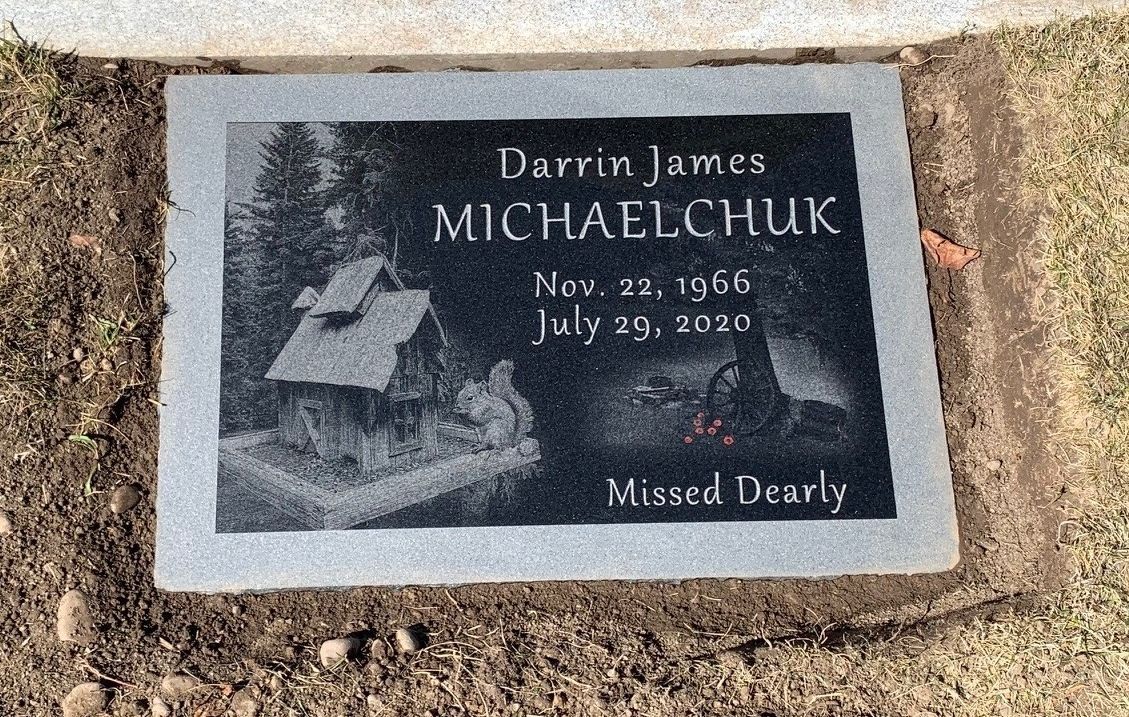 Darrin James
MICHAELCHUK
Nov. 22, 1966
July 29, 2020
Missed Dearly